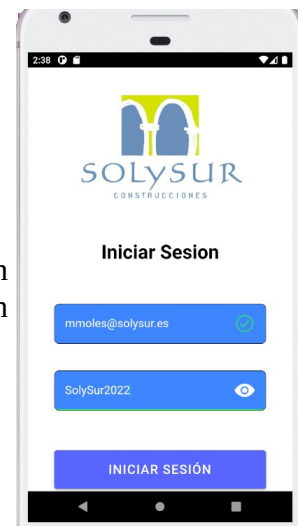 2:38
SOLYSUR
CONSTRUCCIONES
Iniciar Sesion
n
n
mmoles@solysur.es
SolySur2022
INICIAR SESIÓN